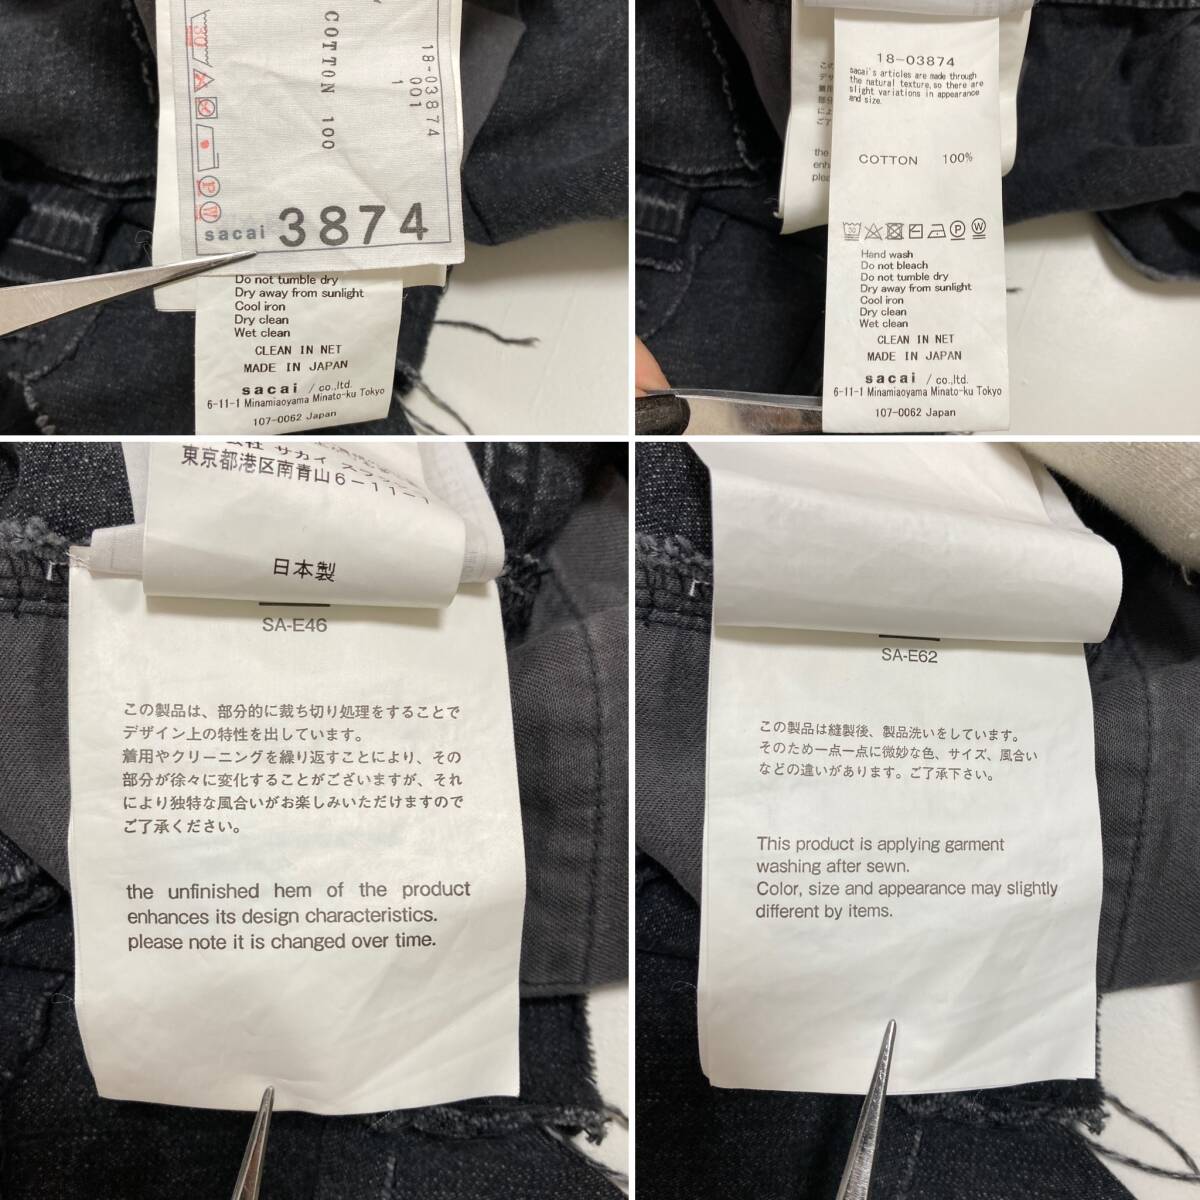 COTTON 100
18-03874
001
30
P
W
sacai 3874
Do not tumble dry
Dry away from sunlight
Cool iron
Dry clean
Wet clean
CLEAN IN NET
MADE IN JAPAN
sacai / co.,ltd.
6-11-1 Minamiaoyama Minato-ku Tokyo
107-0062 Japan
18-03874
sacai's articles are made through
the natural texture, so there are
slight variations in appearance
and size.
COTTON 100%
30
P W
Hand wash
Do not bleach
Do not tumble dry
Dry away from sunlight
Cool iron
Dry clean
Wet clean
CLEAN IN NET
MADE IN JAPAN
sacai / co.,ltd.
6-11-1 Minamiaoyama Minato-ku Tokyo
107-0062 Japan
the
enh
plea
サカイ
東京都港区南青山6-11-1
日本製
SA-E46
この製品は、部分的に裁ち切り処理をすることで
デザイン上の特性を出しています。
着用やクリーニングを繰り返すことにより、その
部分が徐々に変化することがございますが、それ
により独特な風合いがお楽しみいただけますので
ご了承ください。
the unfinished hem of the product
enhances its design characteristics.
please note it is changed over time.
SA-E62
この製品は縫製後、製品洗いをしています。
そのため一点一点に微妙な色、サイズ、風合い
などの違いがあります。ご了承下さい。
This product is applying garment
washing after sewn.
Color, size and appearance may slightly
different by items.